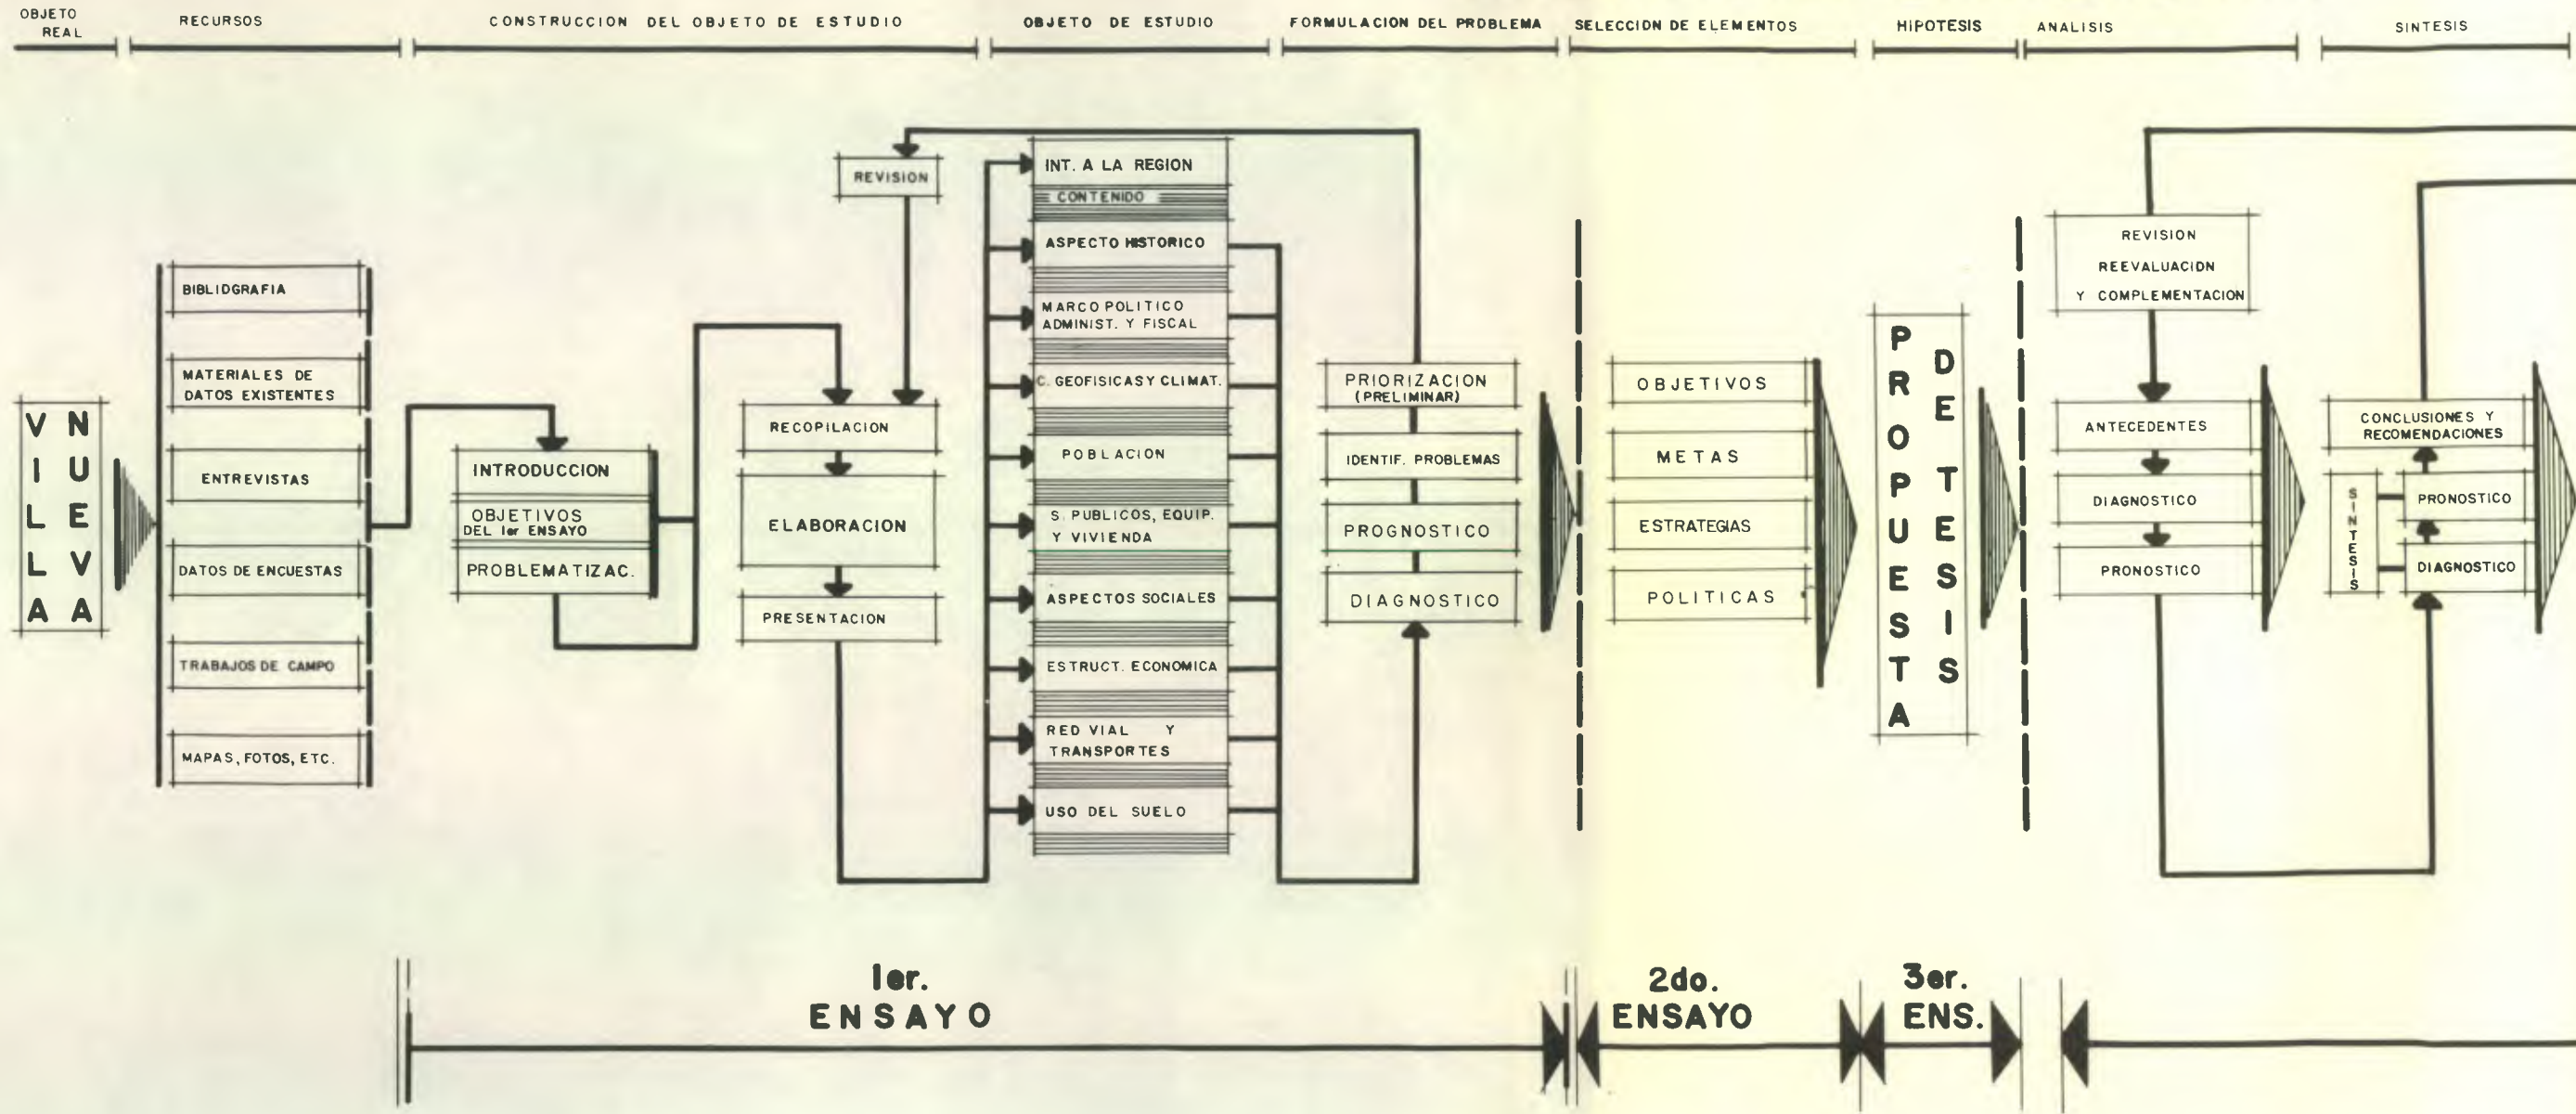 OBJETO
REAL
RECURSOS
CONSTRUCCION DEL OBJETO DE ESTUDIO
OBJETO DE ESTUDIO
FORMULACION DEL PROBLEMA
SELECCION DE ELEMENTOS
HIPOTESIS
ANALISIS
SINTESIS
VILLA
NUEVA
BIBLIOGRAFIA
MATERIALES DE
DATOS EXISTENTES
ENTREVISTAS
DATOS DE ENCUESTAS
TRABAJOS DE CAMPO
MAPAS, FOTOS, ETC.
INTRODUCCION
OBJETIVOS
DEL 1er ENSAYO
PROBLEMATIZAC.
REVISION
RECOPILACION
ELABORACION
PRESENTACION
INT. A LA REGION
CONTENIDO
ASPECTO HISTORICO
MARCO POLITICO
ADMINIST. Y FISCAL
C. GEOFISICAS Y CLIMAT.
POBLACION
S. PUBLICOS, EQUIP.
Y VIVIENDA
ASPECTOS SOCIALES
ESTRUCT. ECONOMICA
RED VIAL Y
TRANSPORTES
USO DEL SUELO
PRIORIZACION
(PRELIMINAR)
IDENTIF. PROBLEMAS
PROGNOSTICO
DIAGNOSTICO
OBJETIVOS
METAS
ESTRATEGIAS
POLITICAS
PROPUESTA
DE TESIS
REVISION
REEVALUACION
Y COMPLEMENTACION
ANTECEDENTES
DIAGNOSTICO
PRONOSTICO
CONCLUSIONES Y
RECOMENDACIONES
SINTESIS
PRONOSTICO
DIAGNOSTICO
1er.
ENSAYO
2do.
ENSAYO
3er.
ENS.